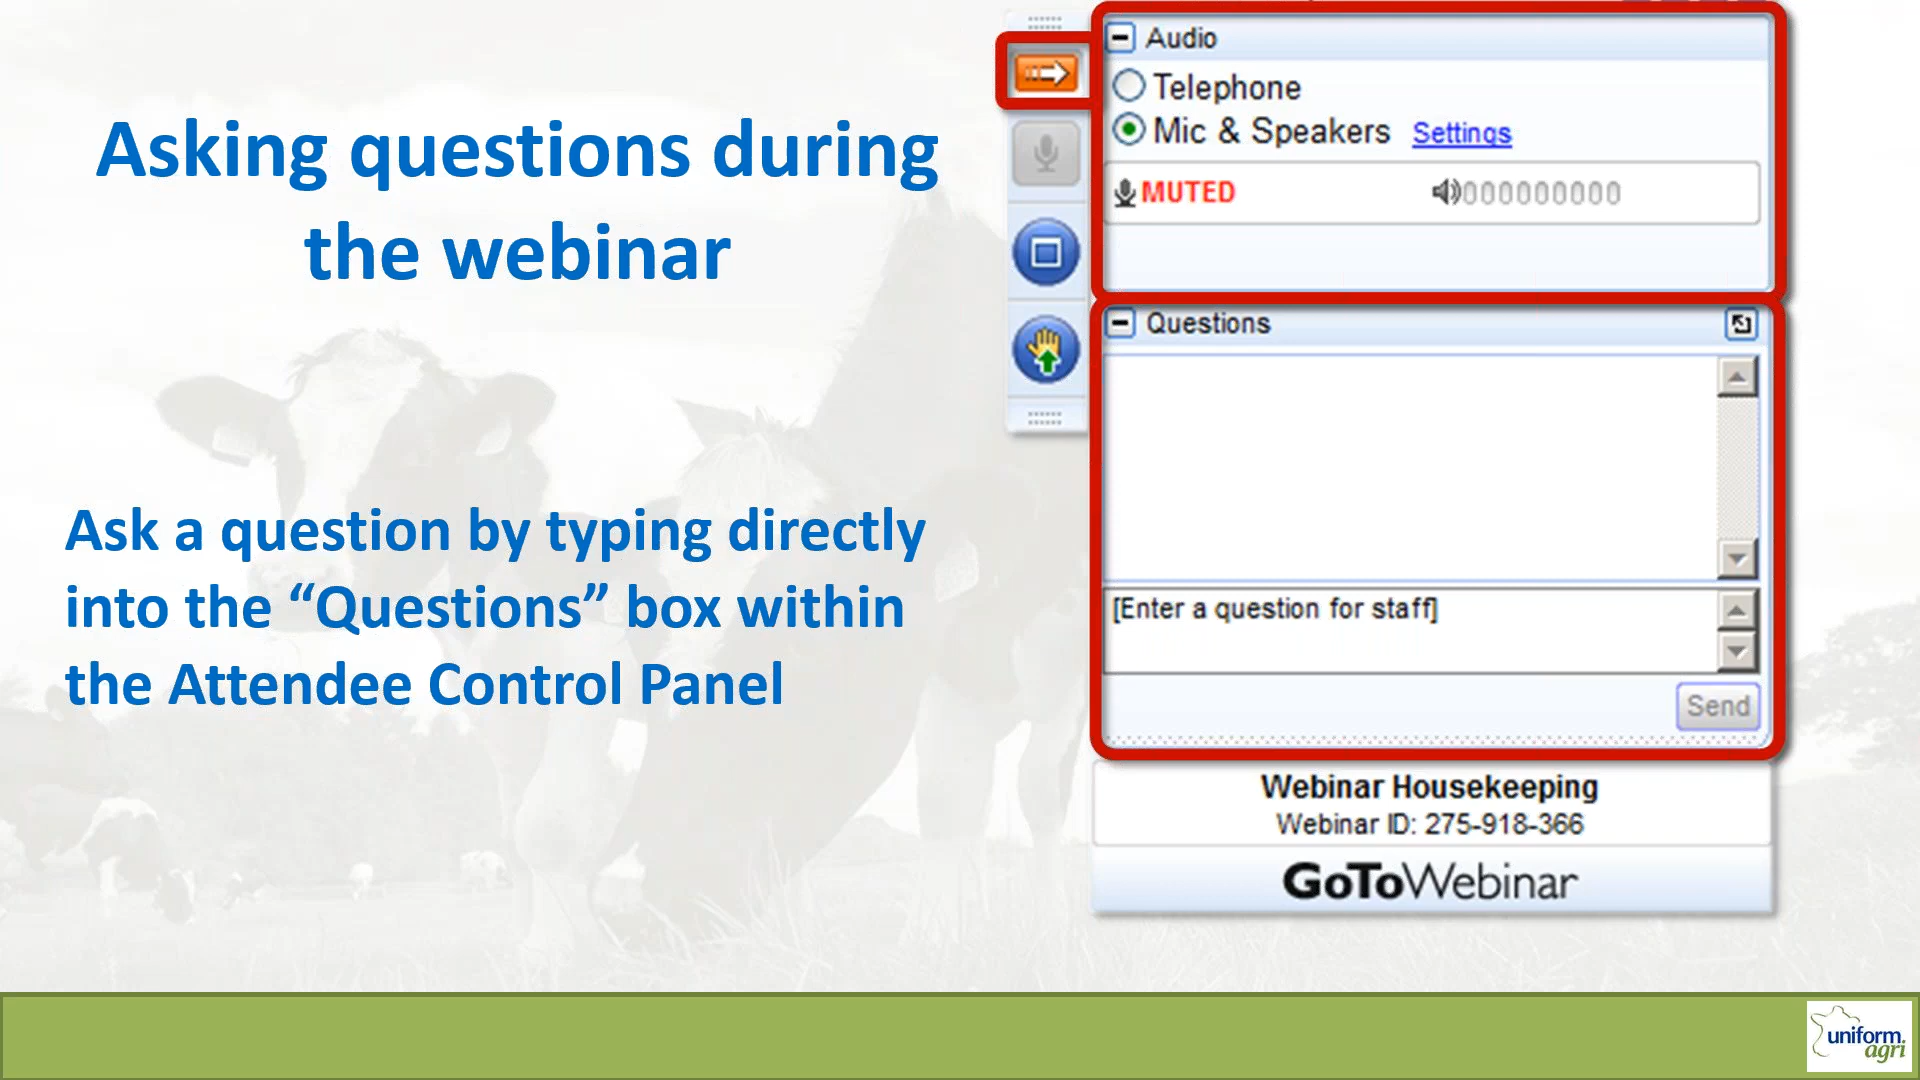 Asking questions during
the webinar
Ask a question by typing directly
into the “Questions” box within
the Attendee Control Panel
Audio
Telephone
Mic & Speakers Settings
MUTED
Questions
[Enter a question for staff]
Send
Webinar Housekeeping
Webinar ID: 275-918-366
GoToWebinar
uniform
agri